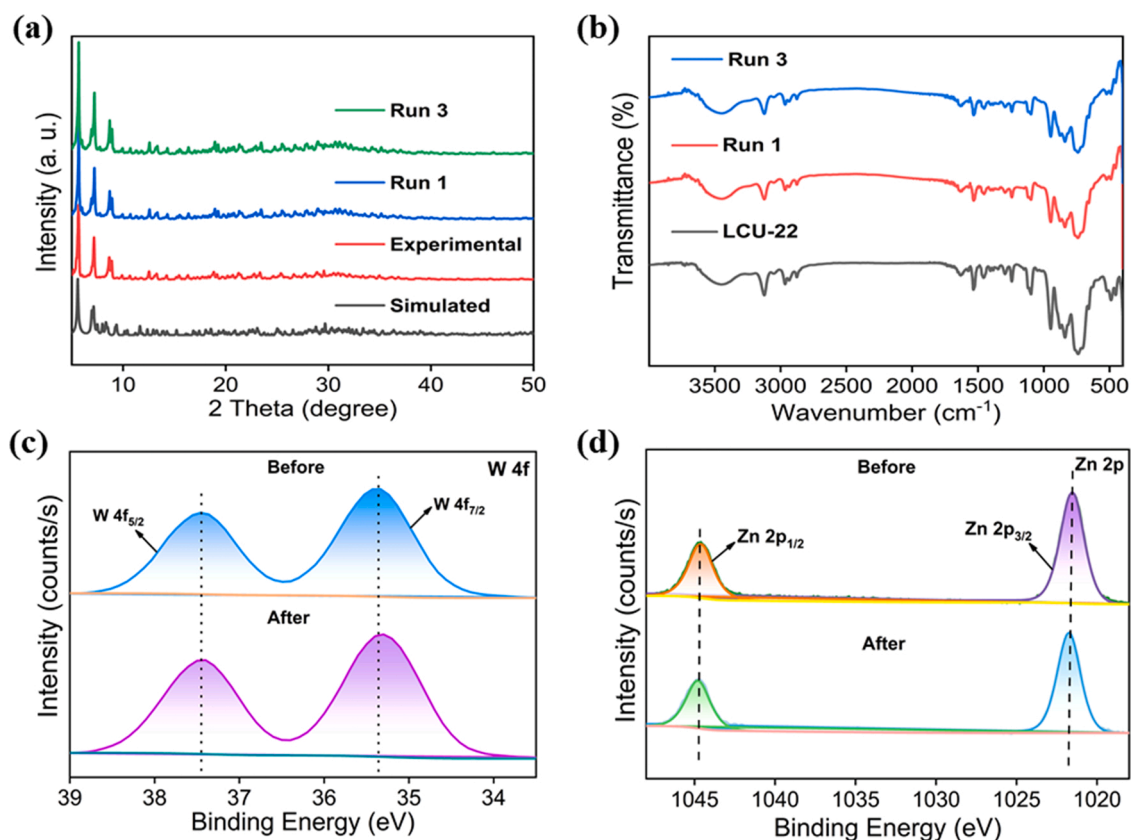 (a)
Intensity (a. u.)
Run 3
Run 1
Experimental
Simulated
10 20 30 40 50
2 Theta (degree)
(b)
Transmittance (%)
Run 3
Run 1
LCU-22
3500 3000 2500 2000 1500 1000 500
Wavenumber (cm⁻¹)
(c)
Intensity (counts/s)
Before
W 4f
W 4f₅/₂
W 4f₇/₂
After
39 38 37 36 35 34
Binding Energy (eV)
(d)
Intensity (counts/s)
Before
Zn 2p
Zn 2p₁/₂
Zn 2p₃/₂
After
1045 1040 1035 1030 1025 1020
Binding Energy (eV)